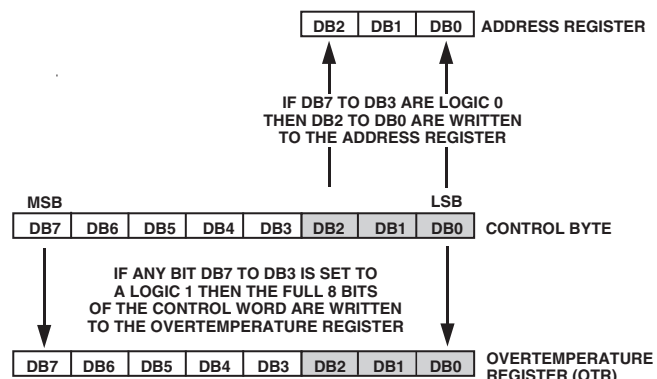 DB2 DB1 DB0 ADDRESS REGISTER
IF DB7 TO DB3 ARE LOGIC 0
THEN DB2 TO DB0 ARE WRITTEN
TO THE ADDRESS REGISTER
MSB LSB
DB7 DB6 DB5 DB4 DB3 DB2 DB1 DB0 CONTROL BYTE
IF ANY BIT DB7 TO DB3 IS SET TO
A LOGIC 1 THEN THE FULL 8 BITS
OF THE CONTROL WORD ARE WRITTEN
TO THE OVERTEMPERATURE REGISTER
DB7 DB6 DB5 DB4 DB3 DB2 DB1 DB0 OVERTEMPERATURE
REGISTER (OTR)